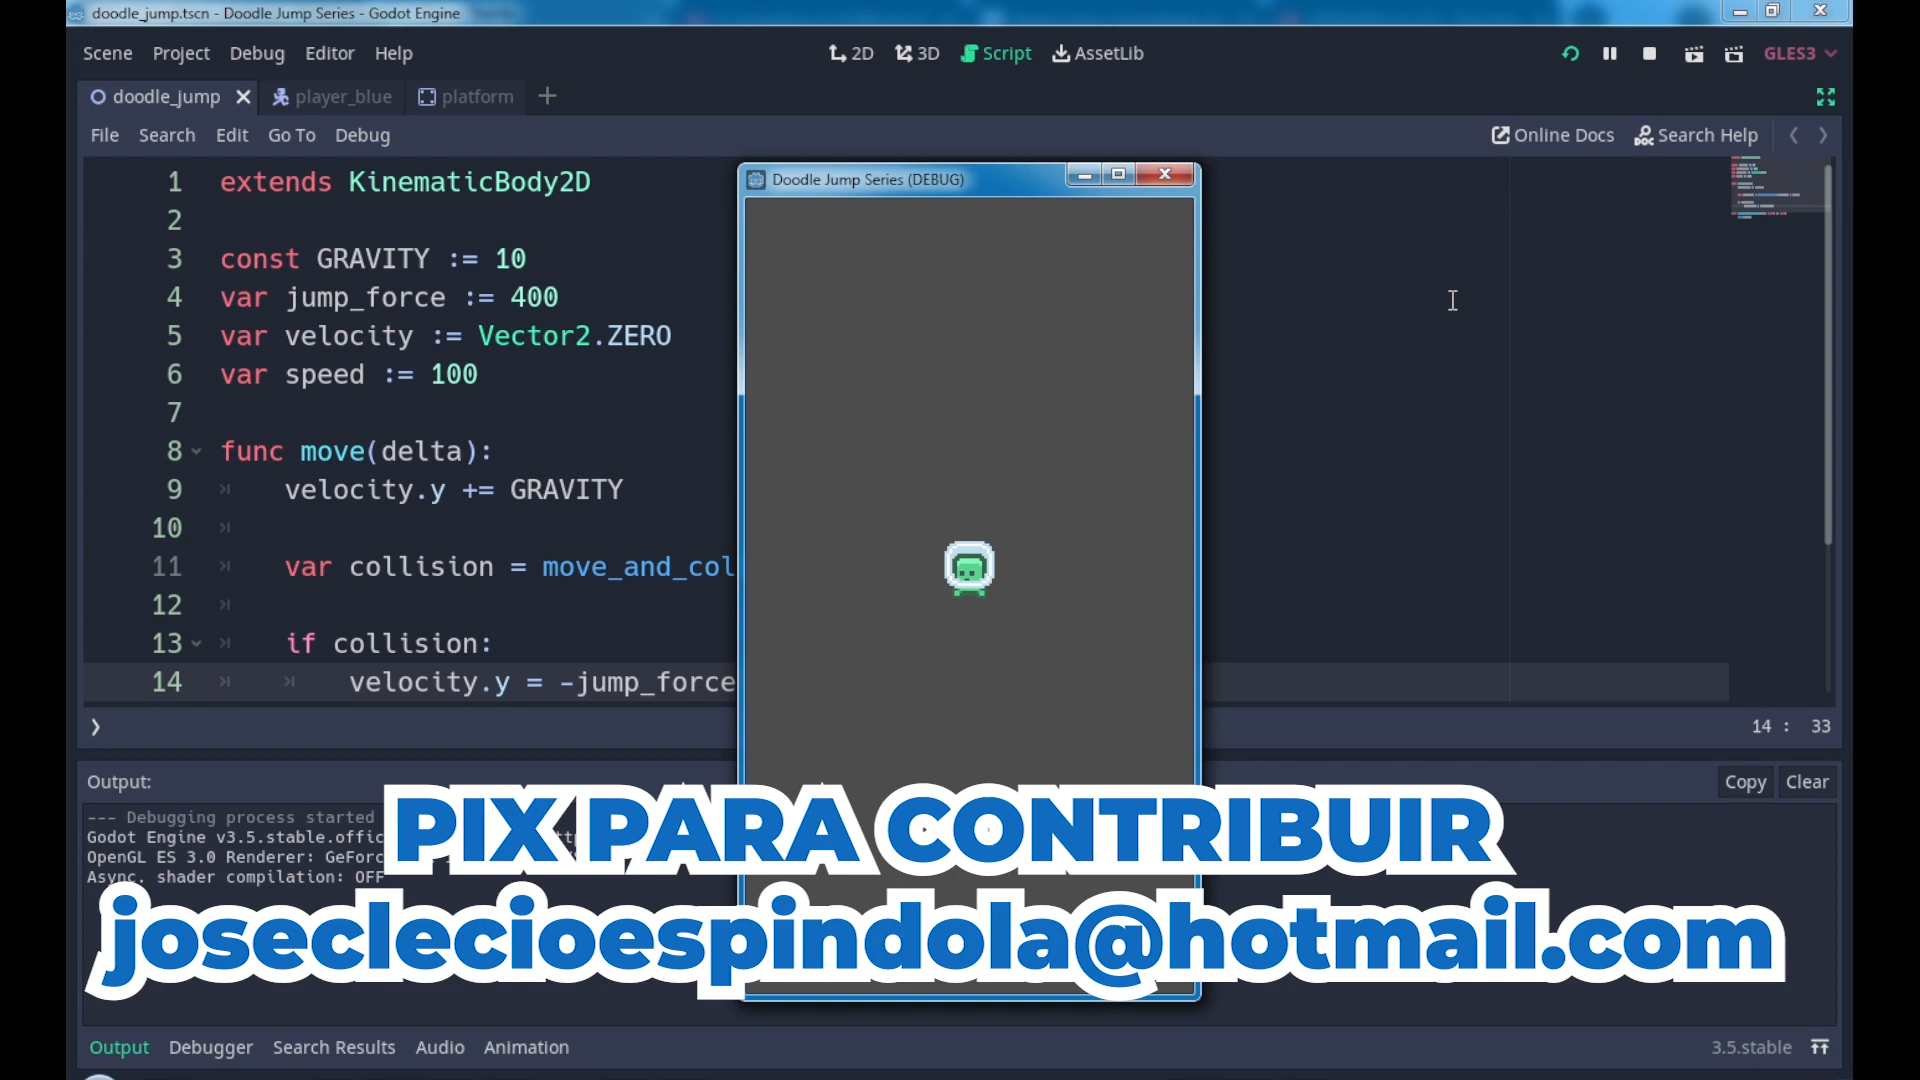 doodle_jump.tscn - Doodle Jump Series - Godot Engine
Scene Project Debug Editor Help 2D 3D Script AssetLib GLES3
doodle_jump player_blue platform
File Search Edit Go To Debug Online Docs Search Help
Doodle Jump Series (DEBUG)
1 extends KinematicBody2D
2
3 const GRAVITY := 10
4 var jump_force := 400
5 var velocity := Vector2.ZERO
6 var speed := 100
7
8 func move(delta):
9 velocity.y += GRAVITY
10
11 var collision = move_and_col
12
13 if collision:
14 velocity.y = -jump_force
14 : 33
Output: Copy Clear
--- Debugging process started
Godot Engine v3.5.stable.offic
OpenGL ES 3.0 Renderer: GeForc
Async. shader compilation: OFF
PIX PARA CONTRIBUIR
joseclecioespindola@hotmail.com
Output Debugger Search Results Audio Animation 3.5.stable